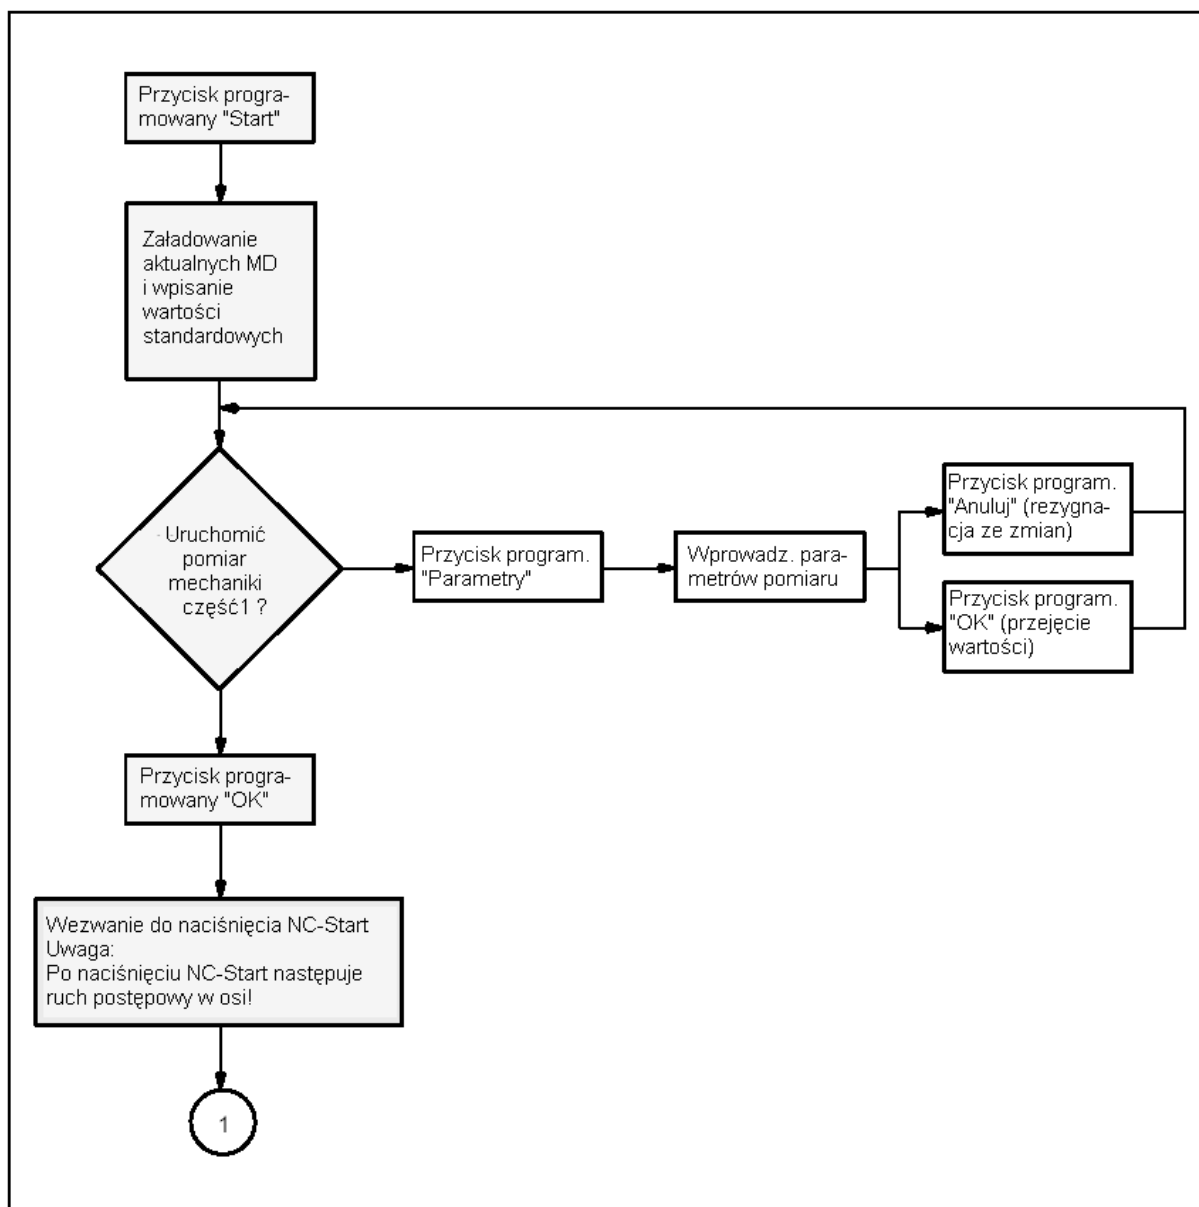 Przycisk progra-
mowany "Start"
Załadowanie
aktualnych MD
i wpisanie
wartości
standardowych
Uruchomić
pomiar
mechaniki
część1 ?
Przycisk program.
"Parametry"
Wprowadz. para-
metrów pomiaru
Przycisk program.
"Anuluj" (rezygna-
cja ze zmian)
Przycisk program.
"OK" (przejęcie
wartości)
Przycisk progra-
mowany "OK"
Wezwanie do naciśnięcia NC-Start
Uwaga:
Po naciśnięciu NC-Start następuje
ruch postępowy w osi!
1